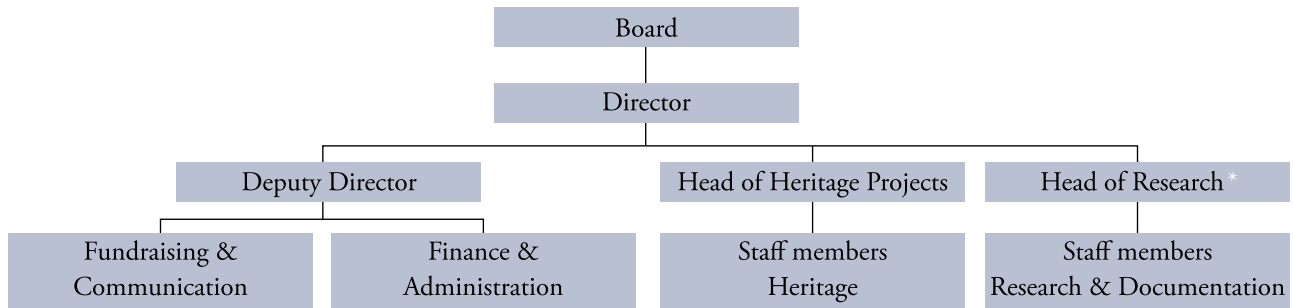 Board
Director
Deputy Director
Head of Heritage Projects
Head of Research*
Fundraising &
Communication
Finance &
Administration
Staff members
Heritage
Staff members
Research & Documentation